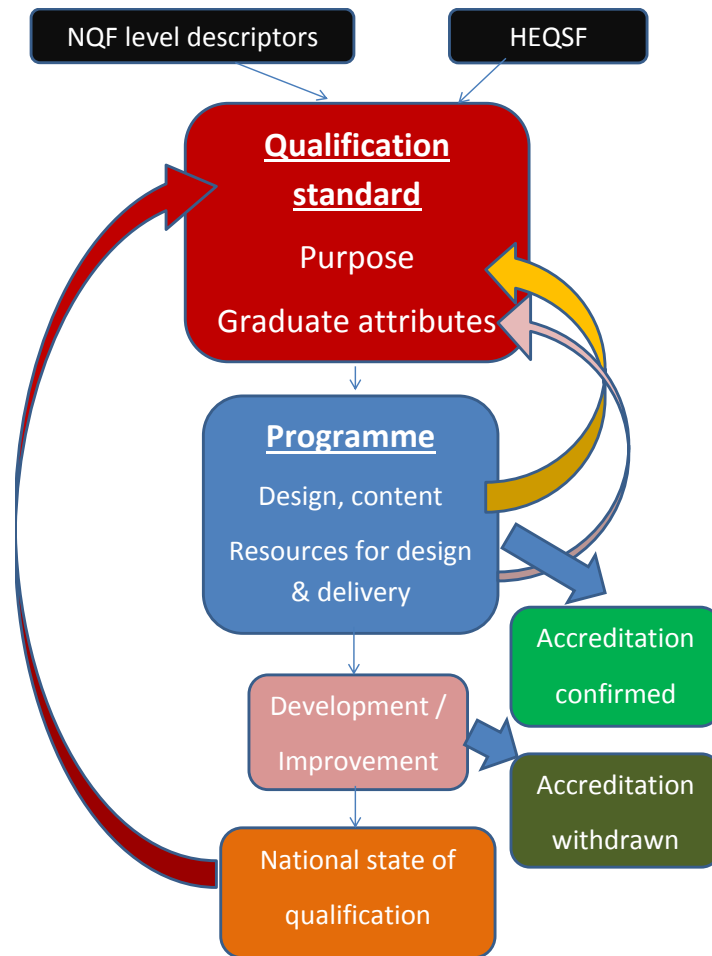 NQF level descriptors
HEQSF
Qualification
standard
Purpose
Graduate attributes
Programme
Design, content
Resources for design
& delivery
Accreditation
confirmed
Development /
Improvement
Accreditation
withdrawn
National state of
qualification